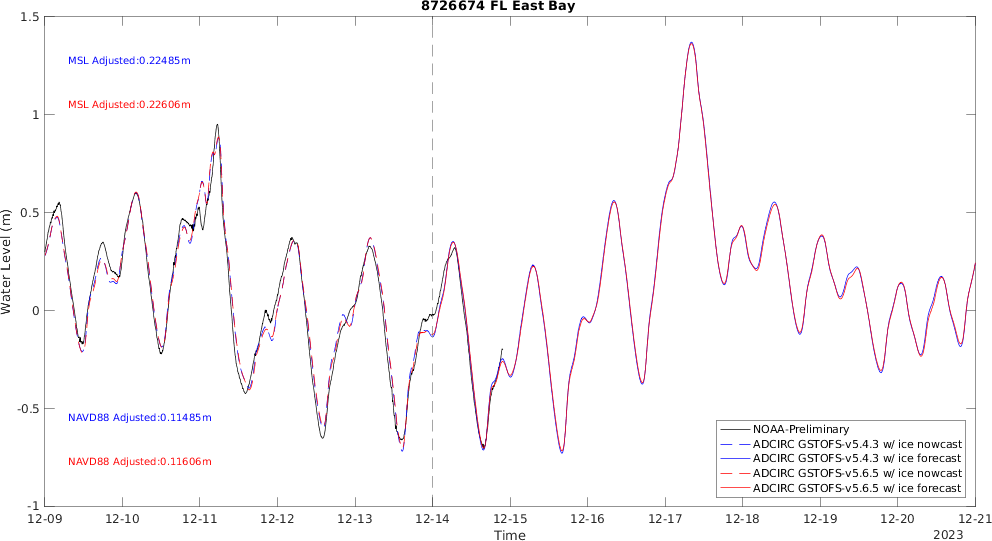 8726674 FL East Bay
1.5
1
0.5
0
-0.5
-1
Water Level (m)
MSL Adjusted:0.22485m
MSL Adjusted:0.22606m
NAVD88 Adjusted:0.11485m
NAVD88 Adjusted:0.11606m
NOAA-Preliminary
ADCIRC GSTOFS-v5.4.3 w/ ice nowcast
ADCIRC GSTOFS-v5.4.3 w/ ice forecast
ADCIRC GSTOFS-v5.6.5 w/ ice nowcast
ADCIRC GSTOFS-v5.6.5 w/ ice forecast
12-09 12-10 12-11 12-12 12-13 12-14 12-15 12-16 12-17 12-18 12-19 12-20 12-21
Time
2023